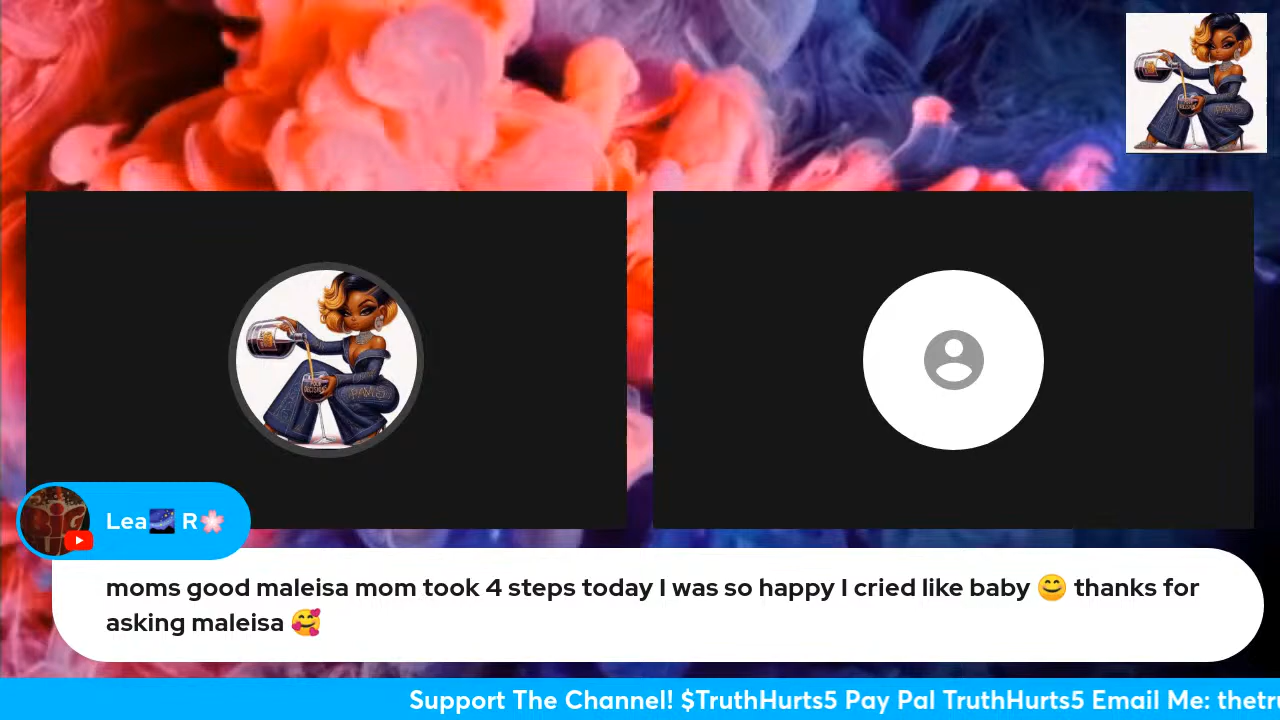 Lea🌌 R🌸
moms good maleisa mom took 4 steps today I was so happy I cried like baby 😊 thanks for
asking maleisa 🥰
Support The Channel! $TruthHurts5 Pay Pal TruthHurts5 Email Me: thetr